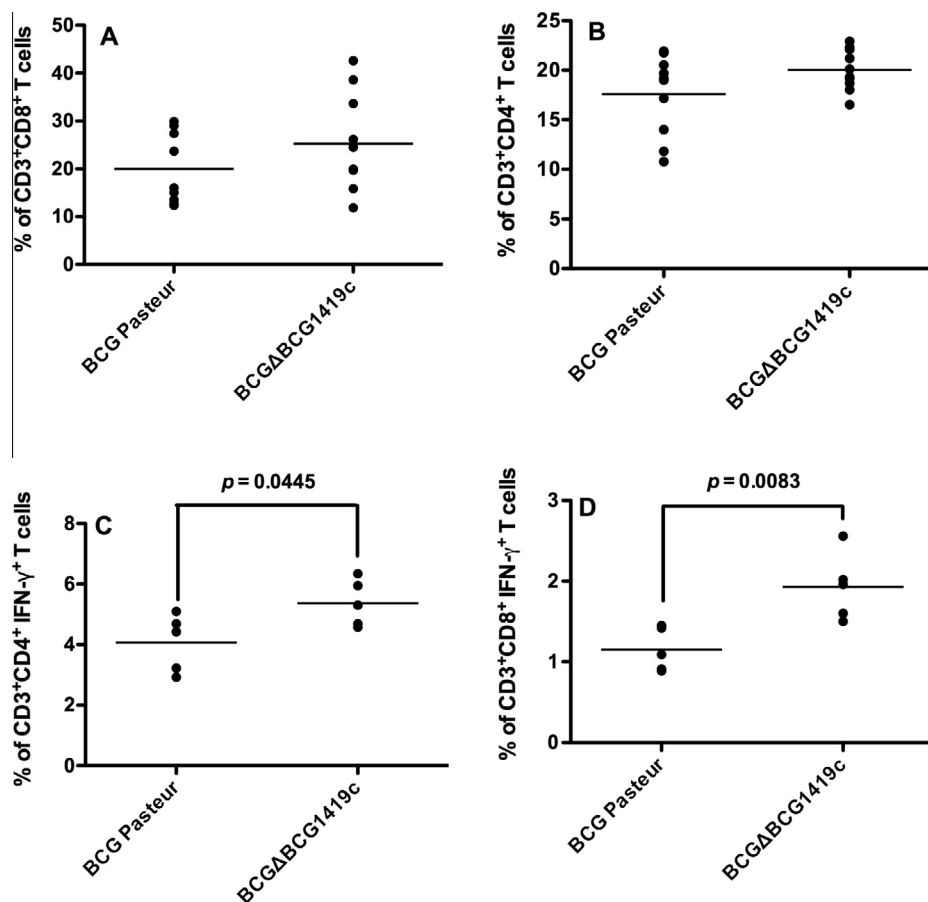 A
% of CD3⁺CD8⁺ T cells
50
40
30
20
10
0
BCG Pasteur
BCGΔBCG1419c
B
% of CD3⁺CD4⁺ T cells
25
20
15
10
5
0
BCG Pasteur
BCGΔBCG1419c
p = 0.0445
C
% of CD3⁺CD4⁺ IFN-γ⁺ T cells
8
6
4
2
0
BCG Pasteur
BCGΔBCG1419c
p = 0.0083
D
% of CD3⁺CD8⁺ IFN-γ⁺ T cells
3
2
1
0
BCG Pasteur
BCGΔBCG1419c